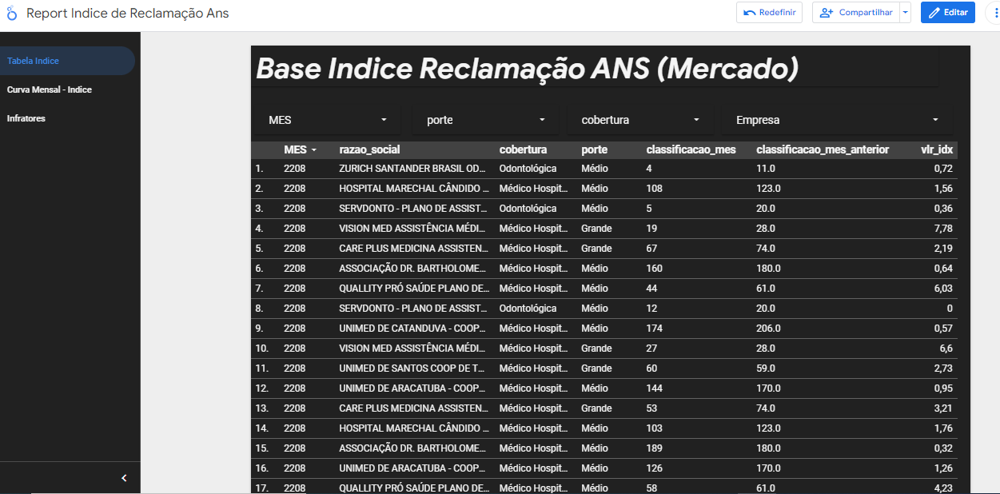 Report Indice de Reclamação Ans
Redefinir
Compartilhar
Editar
Tabela Indice
Curva Mensal - Indice
Infratores
Base Indice Reclamação ANS (Mercado)
MES porte cobertura Empresa
MES razao_social cobertura porte classificacao_mes classificacao_mes_anterior vlr_idx
1. 2208 ZURICH SANTANDER BRASIL OD... Odontológica Médio 4 11.0 0,72
2. 2208 HOSPITAL MARECHAL CÂNDIDO ... Médico Hospit... Médio 108 123.0 1,56
3. 2208 SERVDONTO - PLANO DE ASSIST... Odontológica Médio 5 20.0 0,36
4. 2208 VISION MED ASSISTÊNCIA MÉDI... Médico Hospit... Grande 19 28.0 7,78
5. 2208 CARE PLUS MEDICINA ASSISTEN... Médico Hospit... Grande 67 74.0 2,19
6. 2208 ASSOCIAÇÃO DR. BARTHOLOME... Médico Hospit... Médio 160 180.0 0,64
7. 2208 QUALLITY PRÓ SAÚDE PLANO DE... Médico Hospit... Médio 44 61.0 6,03
8. 2208 SERVDONTO - PLANO DE ASSIST... Odontológica Médio 12 20.0 0
9. 2208 UNIMED DE CATANDUVA - COOP... Médico Hospit... Médio 174 206.0 0,57
10. 2208 VISION MED ASSISTÊNCIA MÉDI... Médico Hospit... Grande 27 28.0 6,6
11. 2208 UNIMED DE SANTOS COOP DE T... Médico Hospit... Grande 60 59.0 2,73
12. 2208 UNIMED DE ARACATUBA - COOP... Médico Hospit... Médio 144 170.0 0,95
13. 2208 CARE PLUS MEDICINA ASSISTEN... Médico Hospit... Grande 53 74.0 3,21
14. 2208 HOSPITAL MARECHAL CÂNDIDO ... Médico Hospit... Médio 103 123.0 1,76
15. 2208 ASSOCIAÇÃO DR. BARTHOLOME... Médico Hospit... Médio 189 180.0 0,32
16. 2208 UNIMED DE ARACATUBA - COOP... Médico Hospit... Médio 126 170.0 1,26
17. 2208 QUALLITY PRÓ SAÚDE PLANO DE... Médico Hospit... Médio 58 61.0 4,23